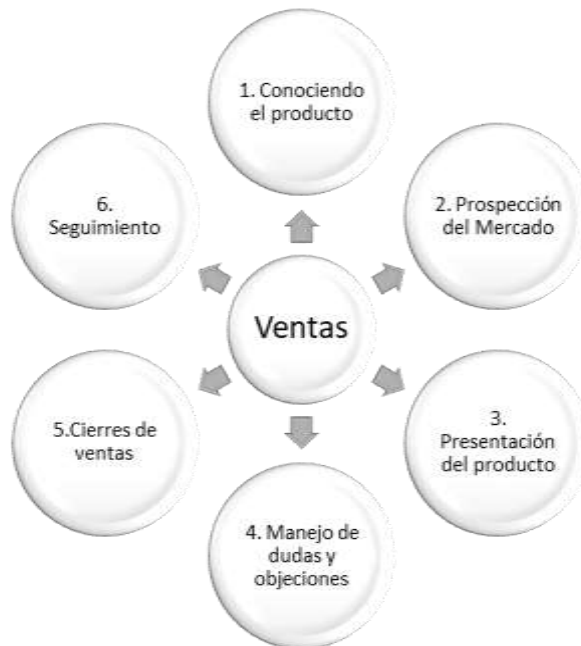 1. Conociendo
el producto
2. Prospección
del Mercado
3.
Presentación
del producto
4. Manejo de
dudas y
objeciones
5.Cierres de
ventas
6.
Seguimiento
Ventas